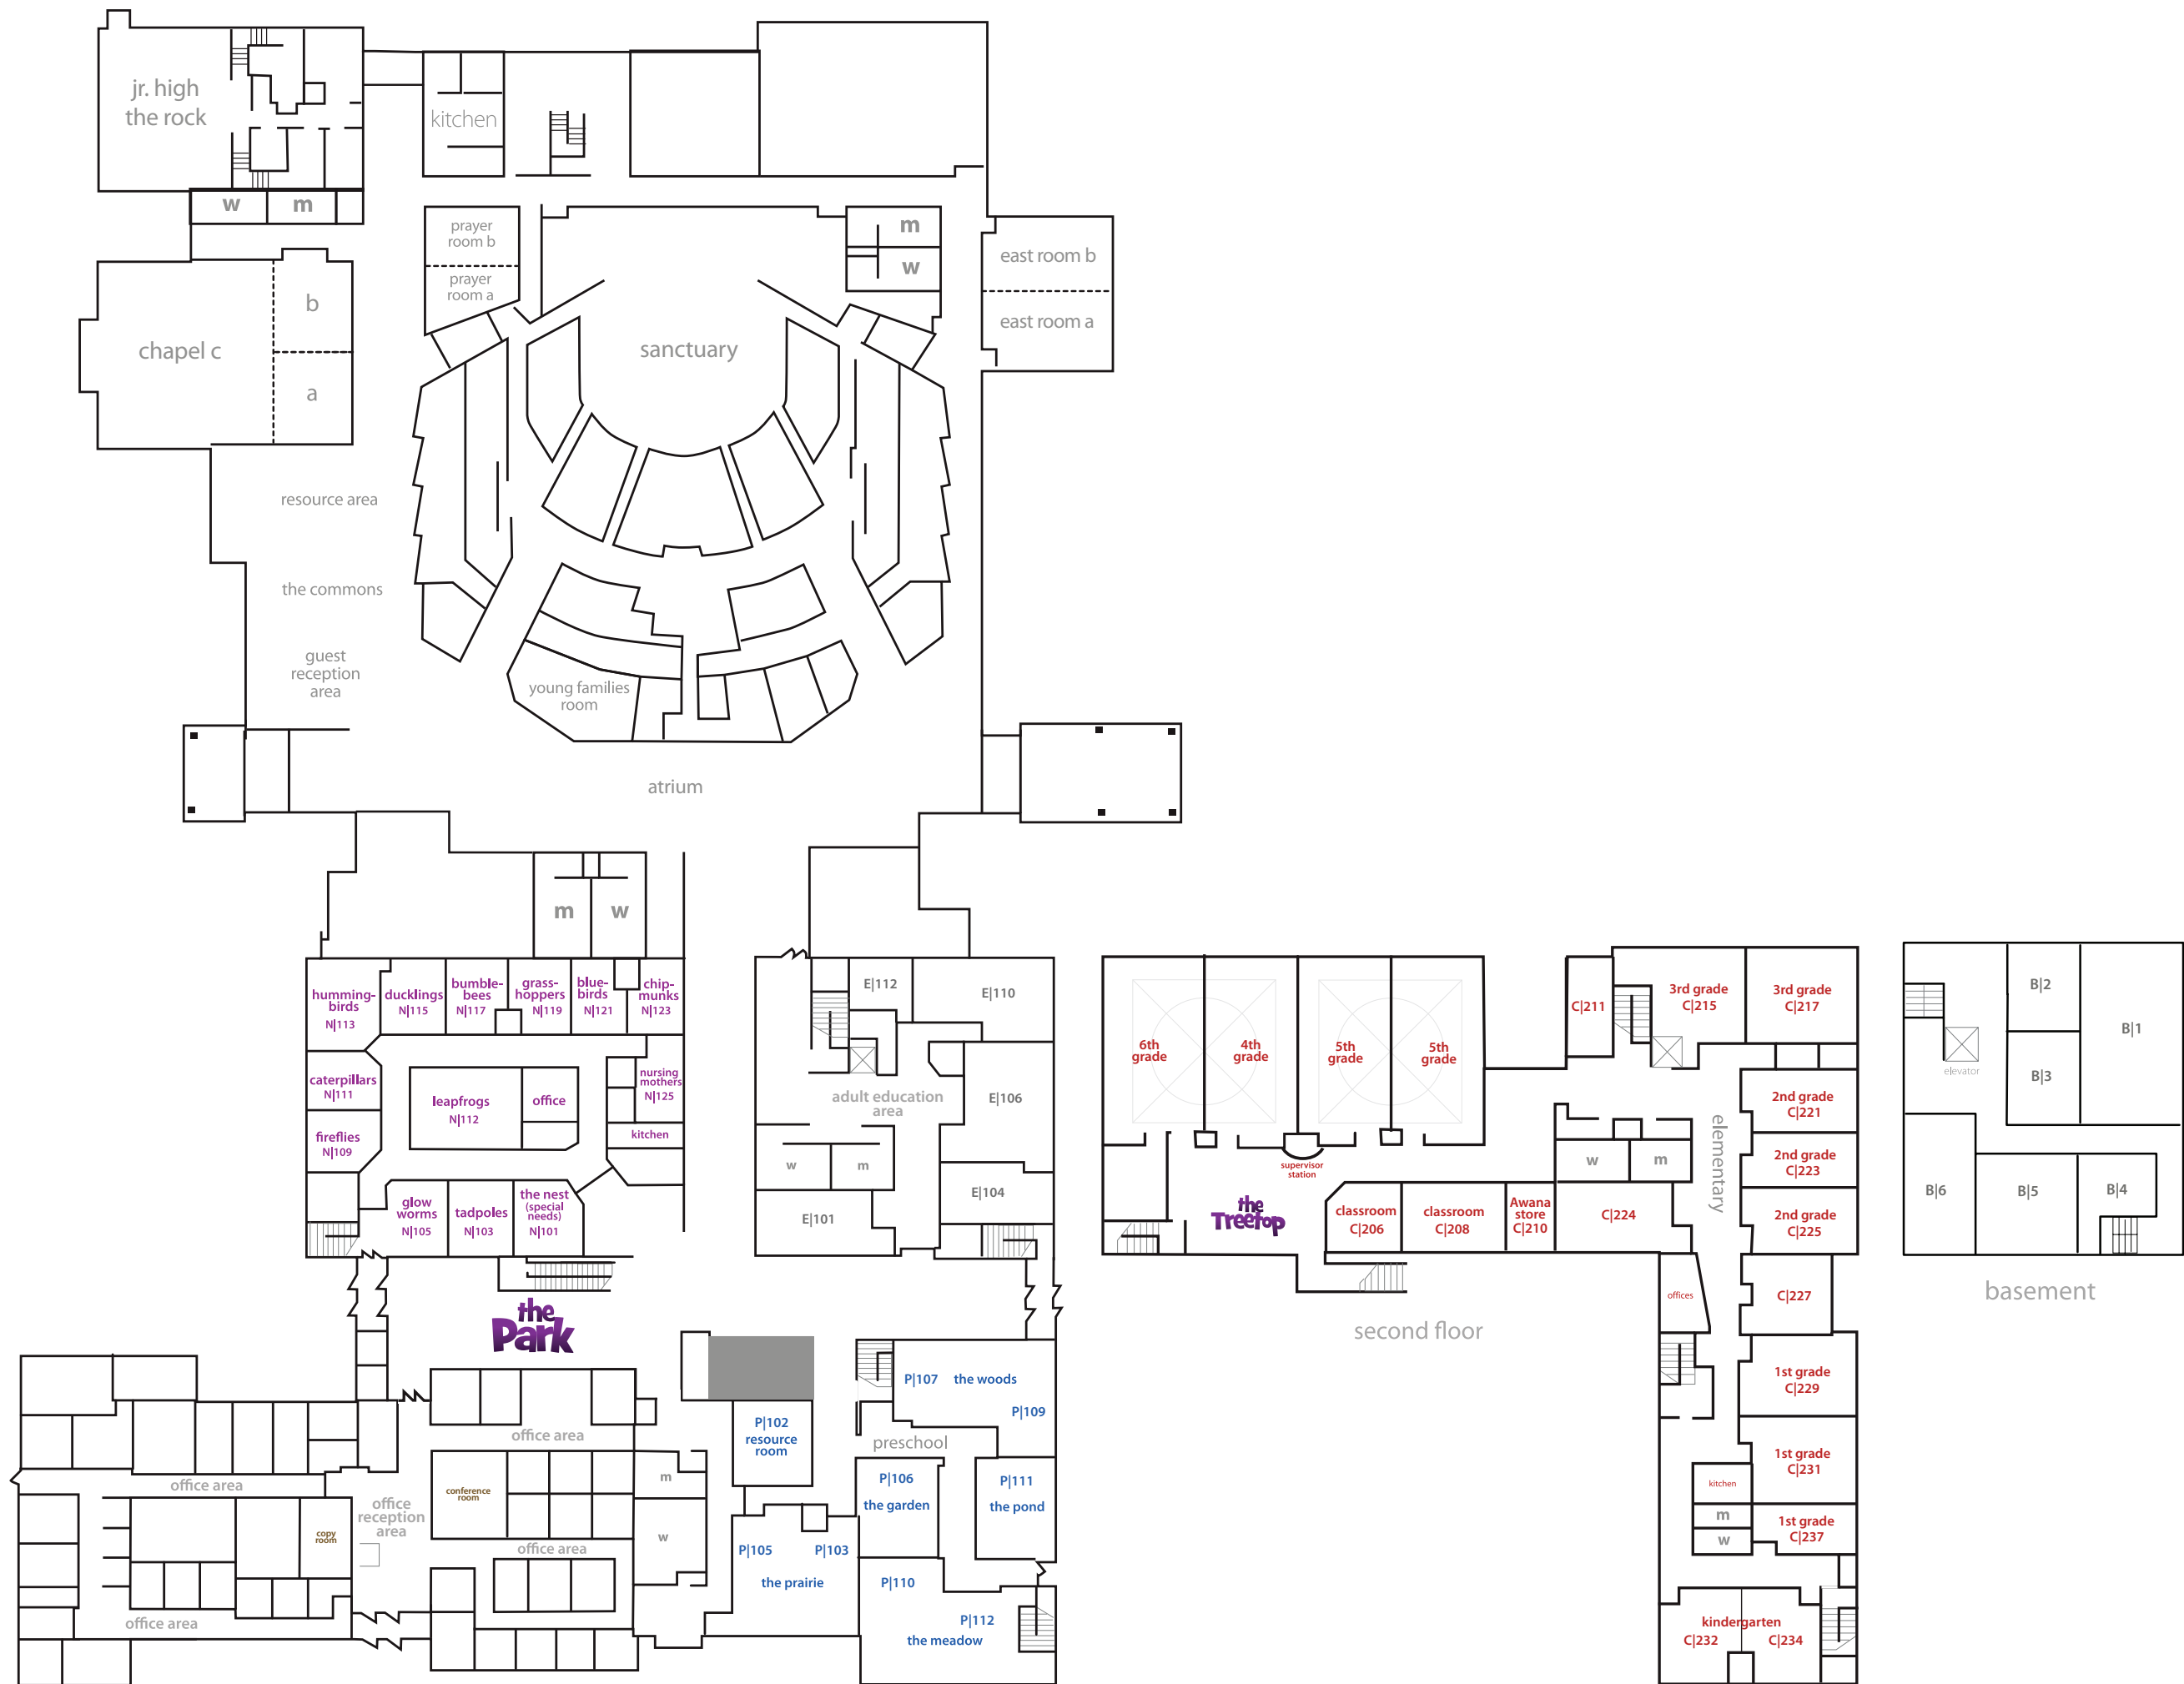 jr. high
the rock
kitchen
w
m
prayer
room b
prayer
room a
m
w
east room b
east room a
chapel c
b
a
sanctuary
resource area
the commons
guest
reception
area
young families
room
atrium
m
w
humming-
birds
N|113
ducklings
N|115
bumble-
bees
N|117
grass-
hoppers
N|119
blue-
birds
N|121
chip-
munks
N|123
caterpillars
N|111
fireflies
N|109
leapfrogs
N|112
office
nursing
mothers
N|125
kitchen
glow
worms
N|105
tadpoles
N|103
the nest
(special
needs)
N|101
the
Park
E|112
E|110
adult education
area
E|106
w
m
E|104
E|101
6th
grade
4th
grade
5th
grade
5th
grade
supervisor
station
the
Treetop
classroom
C|206
classroom
C|208
Awana
store
C|210
C|224
w
m
C|211
3rd grade
C|215
3rd grade
C|217
elementary
2nd grade
C|221
2nd grade
C|223
2nd grade
C|225
offices
C|227
1st grade
C|229
1st grade
C|231
kitchen
m
w
1st grade
C|237
kindergarten
C|232
C|234
second floor
B|2
B|1
elevator
B|3
B|6
B|5
B|4
basement
office area
office area
office
reception
area
copy
room
office area
conference
room
office area
m
w
P|102
resource
room
P|107
the woods
P|109
preschool
P|106
the garden
P|111
the pond
P|105
P|103
the prairie
P|110
P|112
the meadow